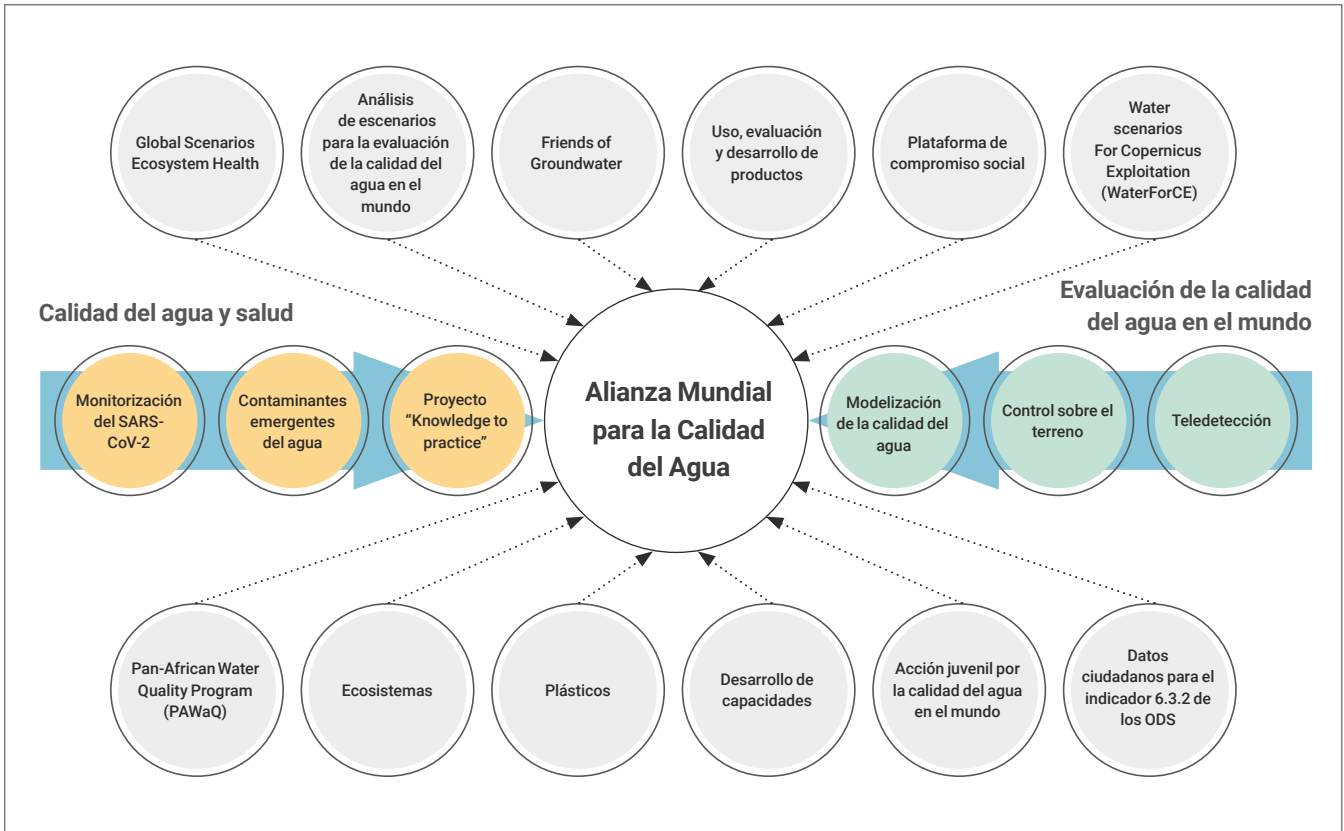 Global Scenarios
Ecosystem Health
Análisis
de escenarios
para la evaluación
de la calidad del
agua en el
mundo
Friends of
Groundwater
Uso, evaluación
y desarrollo de
productos
Plataforma de
compromiso social
Water
scenarios
For Copernicus
Exploitation
(WaterForCE)
Calidad del agua y salud
Evaluación de la calidad
del agua en el mundo
Monitorización
del SARS-
CoV-2
Contaminantes
emergentes
del agua
Proyecto
“Knowledge to
practice”
Alianza Mundial
para la Calidad
del Agua
Modelización
de la calidad del
agua
Control sobre el
terreno
Teledetección
Pan-African Water
Quality Program
(PAWaQ)
Ecosistemas
Plásticos
Desarrollo de
capacidades
Acción juvenil por
la calidad del agua
en el mundo
Datos
ciudadanos para el
indicador 6.3.2 de
los ODS